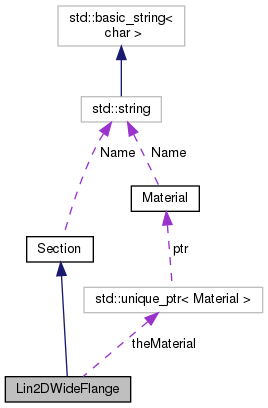 std::basic_string<
char >
std::string
Name
Name
Material
Section
ptr
std::unique_ptr< Material >
theMaterial
Lin2DWideFlange